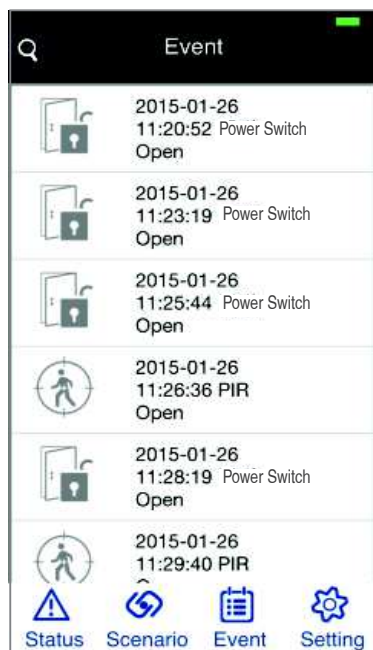 Event
2015-01-26
11:20:52 Power Switch
Open
2015-01-26
11:23:19 Power Switch
Open
2015-01-26
11:25:44 Power Switch
Open
2015-01-26
11:26:36 PIR
Open
2015-01-26
11:28:19 Power Switch
Open
2015-01-26
11:29:40 PIR
Status Scenario Event Setting